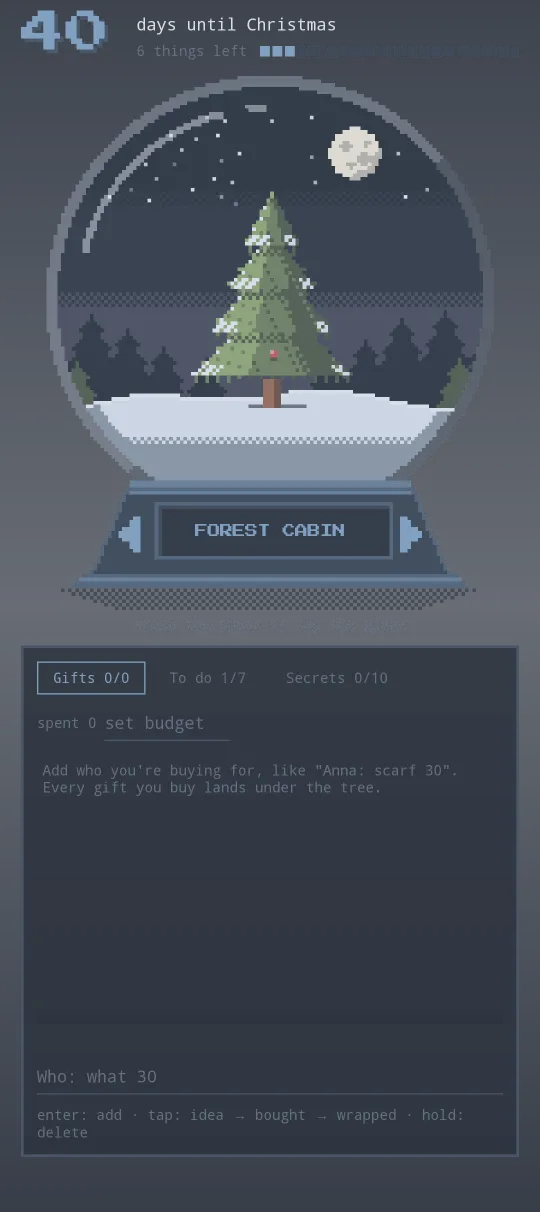 40
days until Christmas
6 things left
FOREST CABIN
Gifts 0/0
To do 1/7
Secrets 0/10
spent 0 set budget
Add who you're buying for, like "Anna: scarf 30".
Every gift you buy lands under the tree.
Who: what 30
enter: add · tap: idea → bought → wrapped · hold:
delete